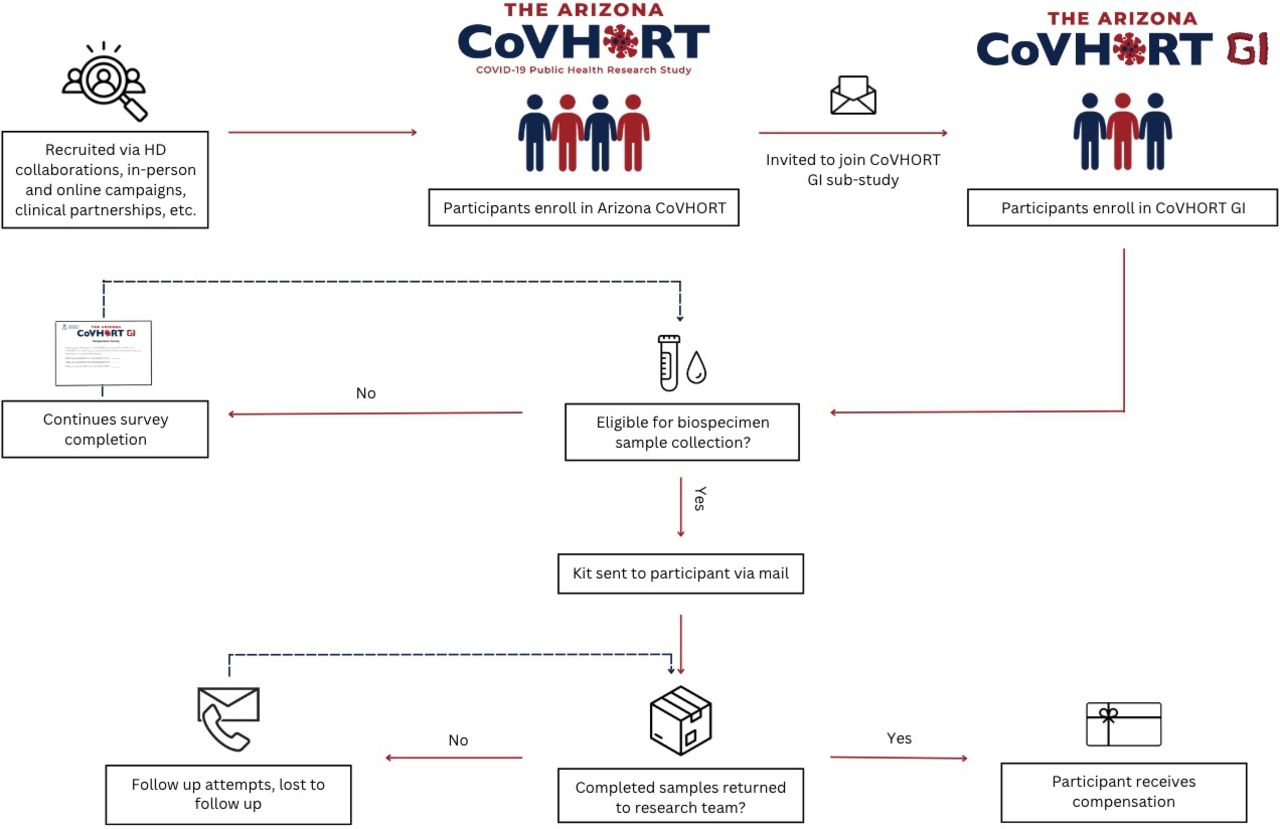 THE ARIZONA
CoVHORT
COVID-19 Public Health Research Study
THE ARIZONA
CoVHORT GI
Recruited via HD
collaborations, in-person
and online campaigns,
clinical partnerships, etc.
Participants enroll in Arizona CoVHORT
Invited to join CoVHORT
GI sub-study
Participants enroll in CoVHORT GI
THE ARIZONA
CoVHORT GI
Continues survey
completion
No
Eligible for biospecimen
sample collection?
Yes
Kit sent to participant via mail
Follow up attempts, lost to
follow up
No
Completed samples returned
to research team?
Yes
Participant receives
compensation